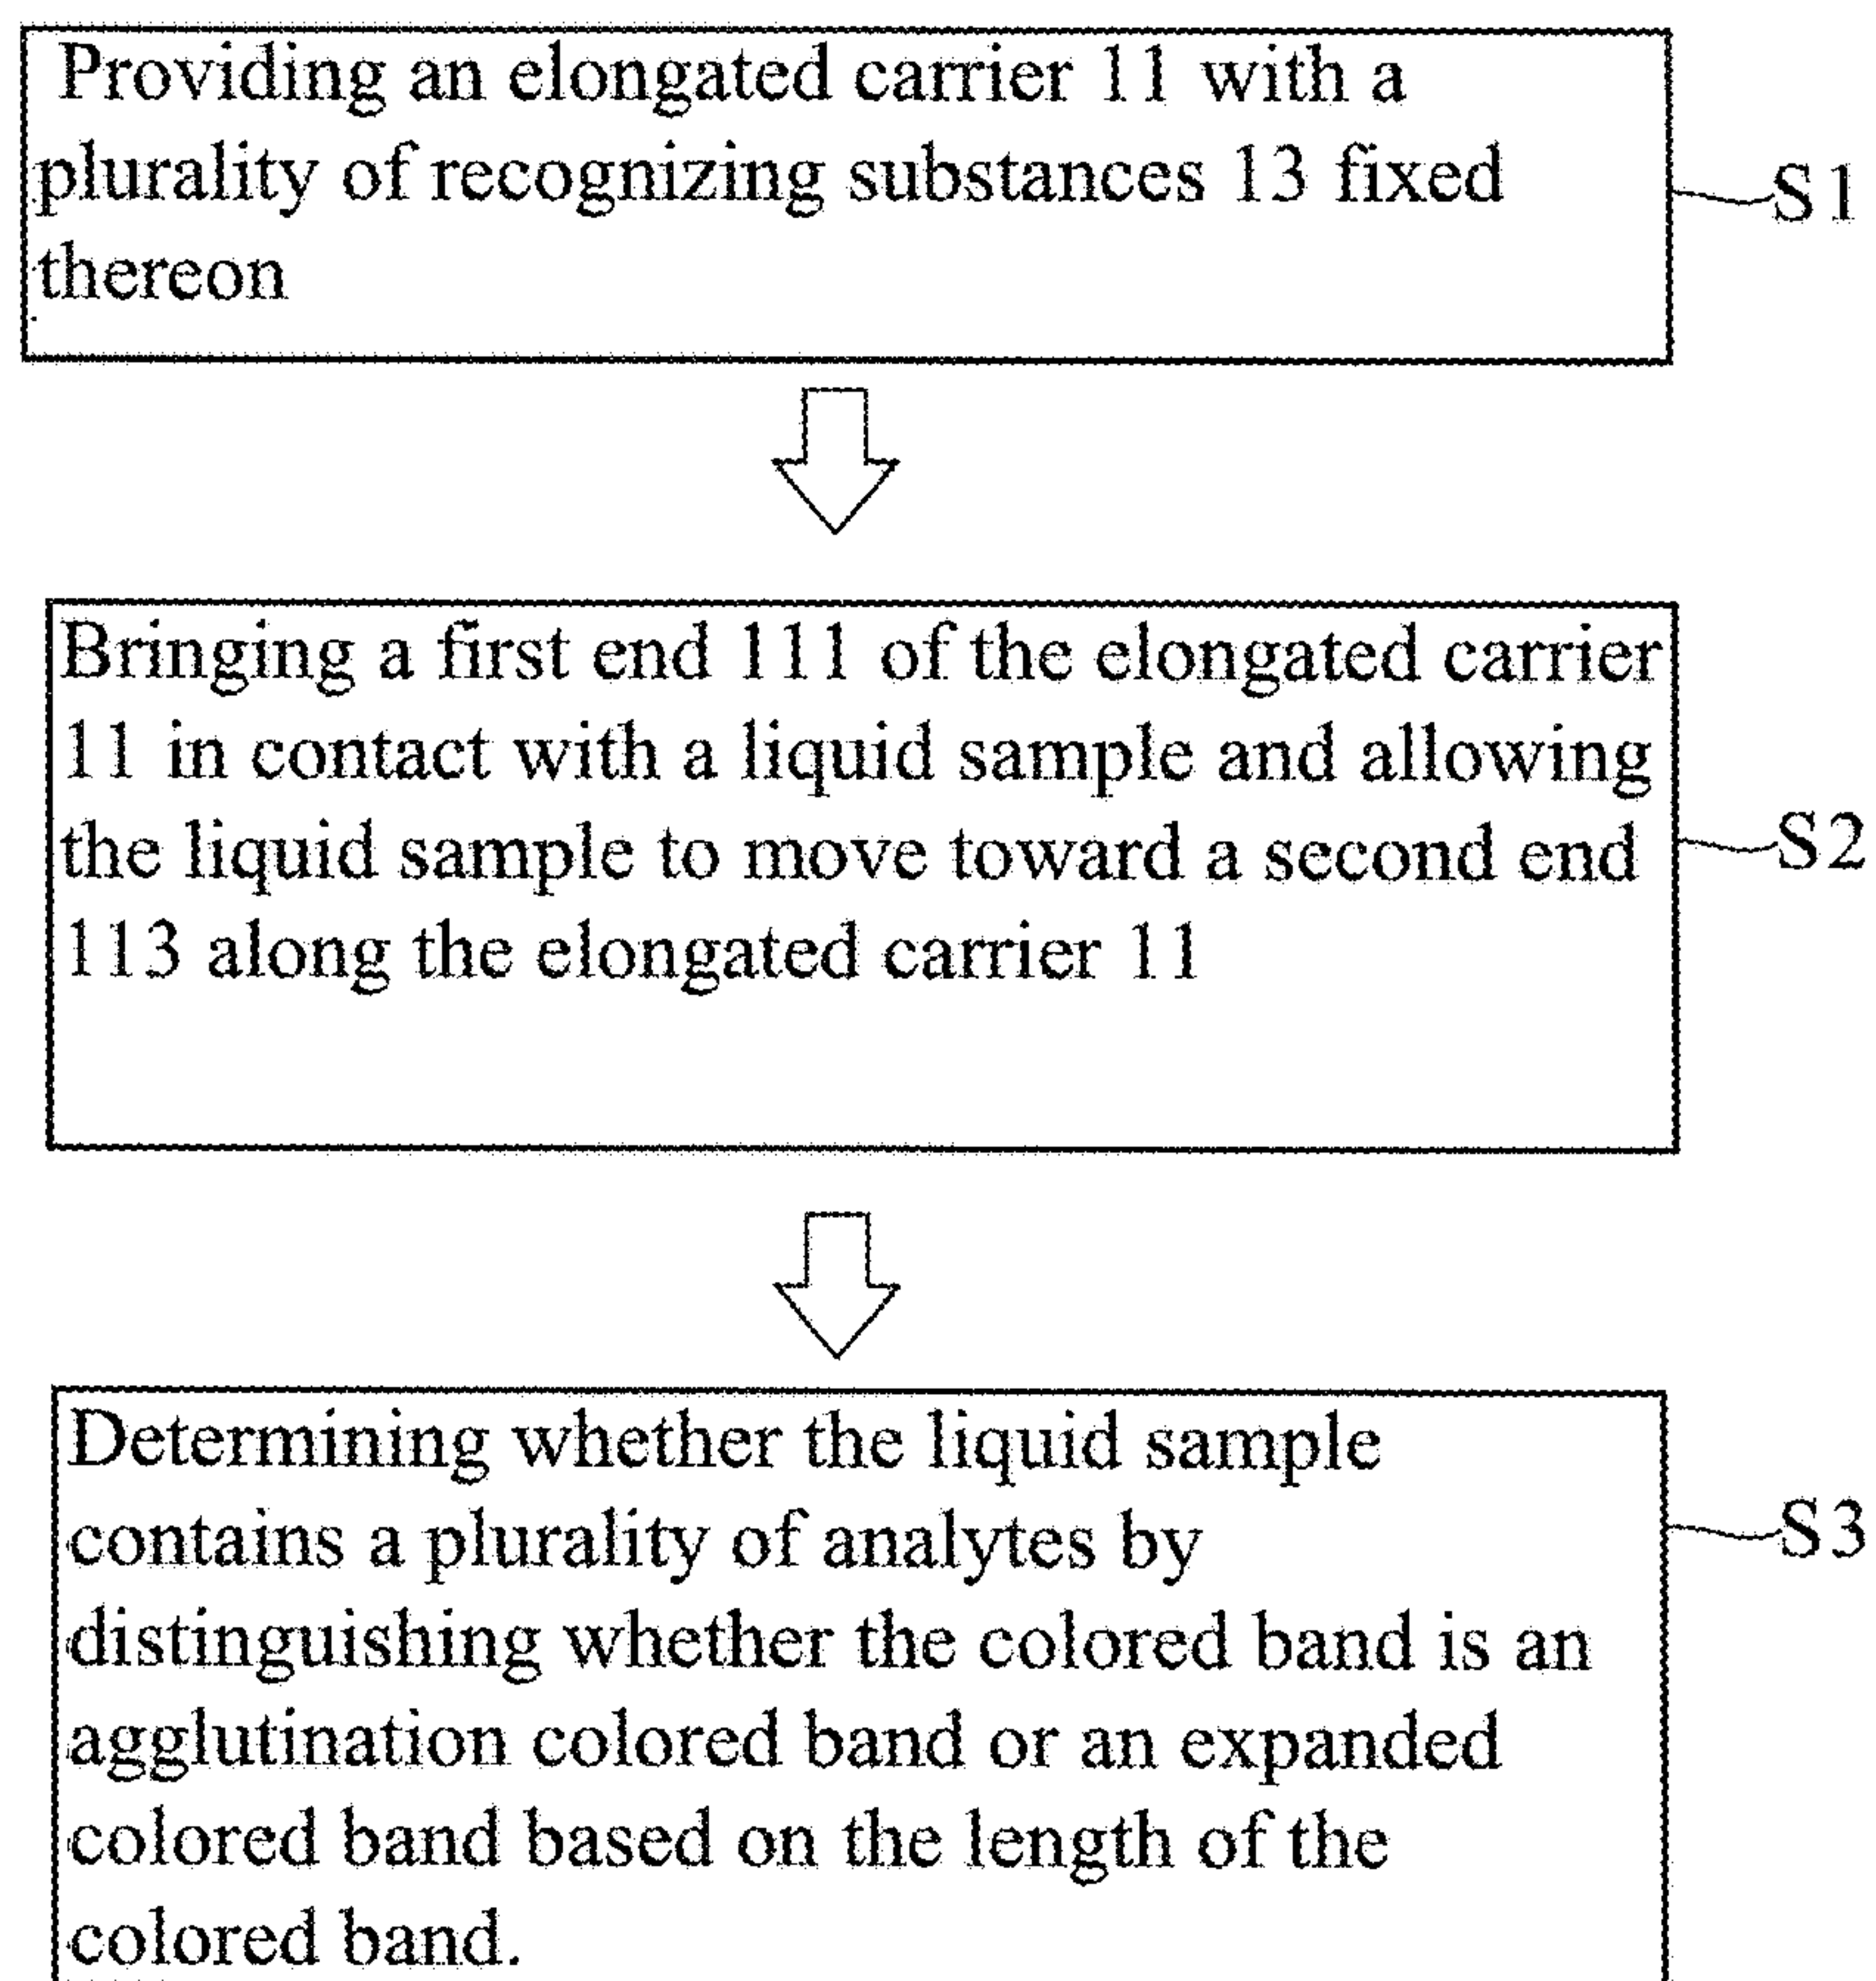 Providing an elongated carrier 11 with a
plurality of recognizing substances 13 fixed
thereon
S1
Bringing a first end 111 of the elongated carrier
11 in contact with a liquid sample and allowing
the liquid sample to move toward a second end
113 along the elongated carrier 11
S2
Determining whether the liquid sample
contains a plurality of analytes by
distinguishing whether the colored band is an
agglutination colored band or an expanded
colored band based on the length of the
colored band.
S3